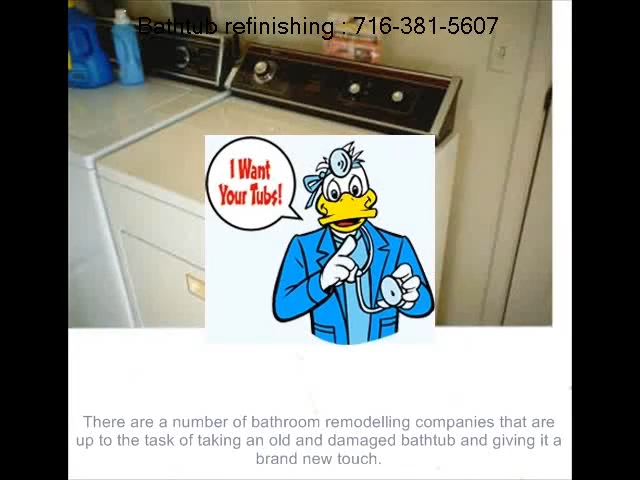 Bathtub refinishing : 716-381-5607
I Want
Your Tubs!
There are a number of bathroom remodelling companies that are
up to the task of taking an old and damaged bathtub and giving it a
brand new touch.